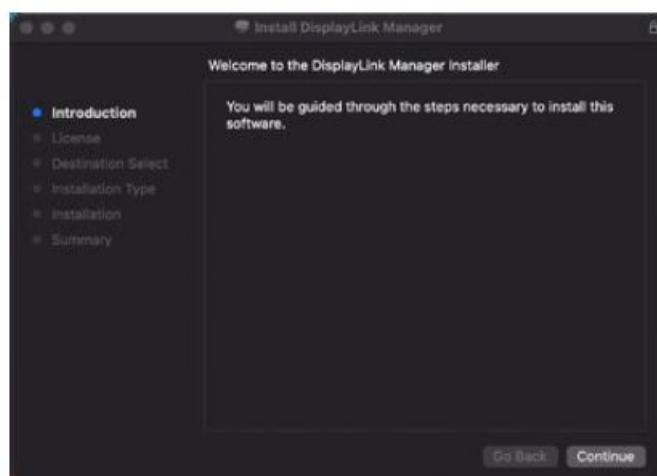 Install DisplayLink Manager
Welcome to the DisplayLink Manager Installer
Introduction
License
Destination Select
Installation Type
Installation
Summary
You will be guided through the steps necessary to install this
software.
Go Back
Continue